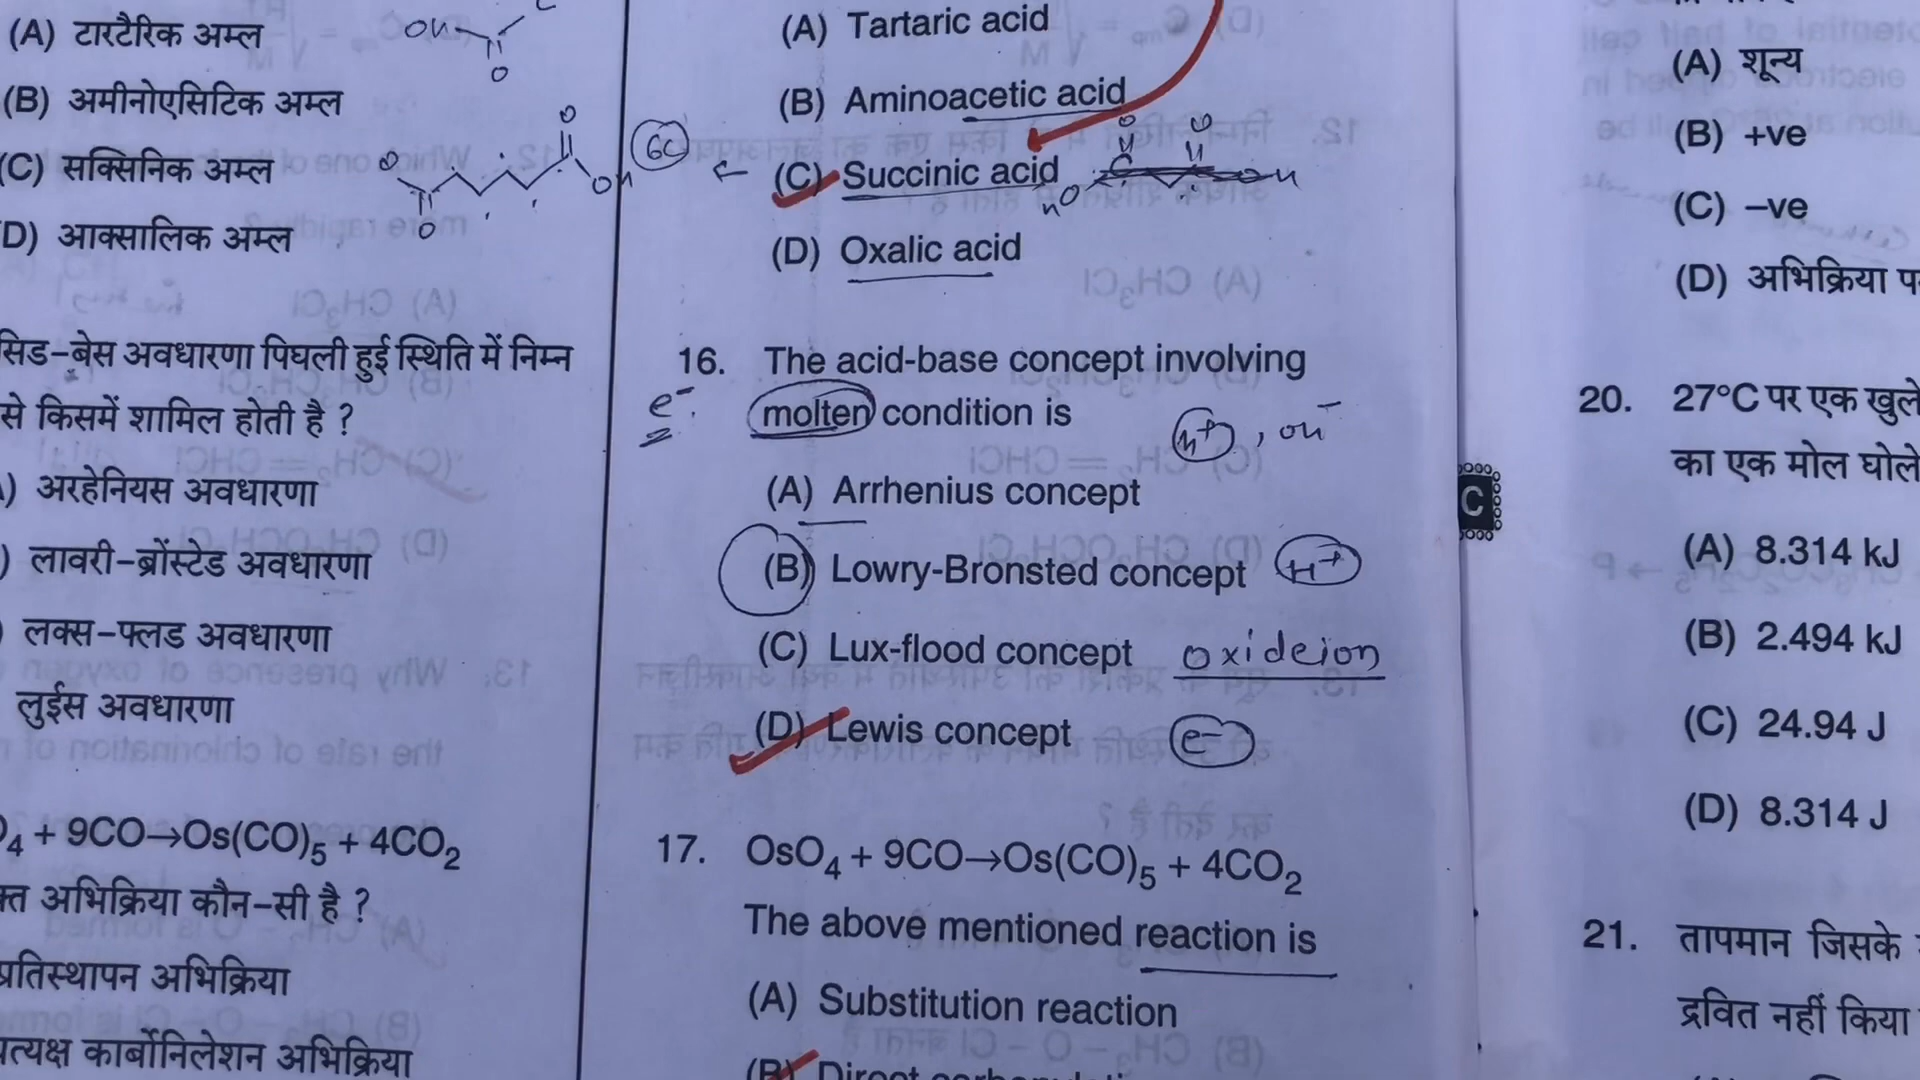 (A) टारटैरिक अम्ल
(B) अमीनोएसिटिक अम्ल
(C) सक्सिनिक अम्ल
D) आक्सालिक अम्ल
सिड-बेस अवधारणा पिघली हुई स्थिति में निम्न
से किसमें शामिल होती है ?
) अरहेनियस अवधारणा
) लावरी-ब्रोंस्टेड अवधारणा
) लक्स-फ्लड अवधारणा
लुईस अवधारणा
O4 + 9CO→Os(CO)5 + 4CO2
क्त अभिक्रिया कौन-सी है ?
प्रतिस्थापन अभिक्रिया
प्रत्यक्ष कार्बोनिलेशन अभिक्रिया
(A) Tartaric acid
(B) Aminoacetic acid
6C
(C) Succinic acid
(D) Oxalic acid
16. The acid-base concept involving
molten condition is
e-
H+, OH-
(A) Arrhenius concept
(B) Lowry-Bronsted concept H+
(C) Lux-flood concept oxideion
(D) Lewis concept e-
17. OsO4 + 9CO→Os(CO)5 + 4CO2
The above mentioned reaction is
(A) Substitution reaction
(B) Direct
C
(A) शून्य
(B) +ve
(C) –ve
(D) अभिक्रिया
20. 27°C पर एक खुले
का एक मोल घोले
(A) 8.314 kJ
(B) 2.494 kJ
(C) 24.94 J
(D) 8.314 J
21. तापमान जिसके
द्रवित नहीं किया